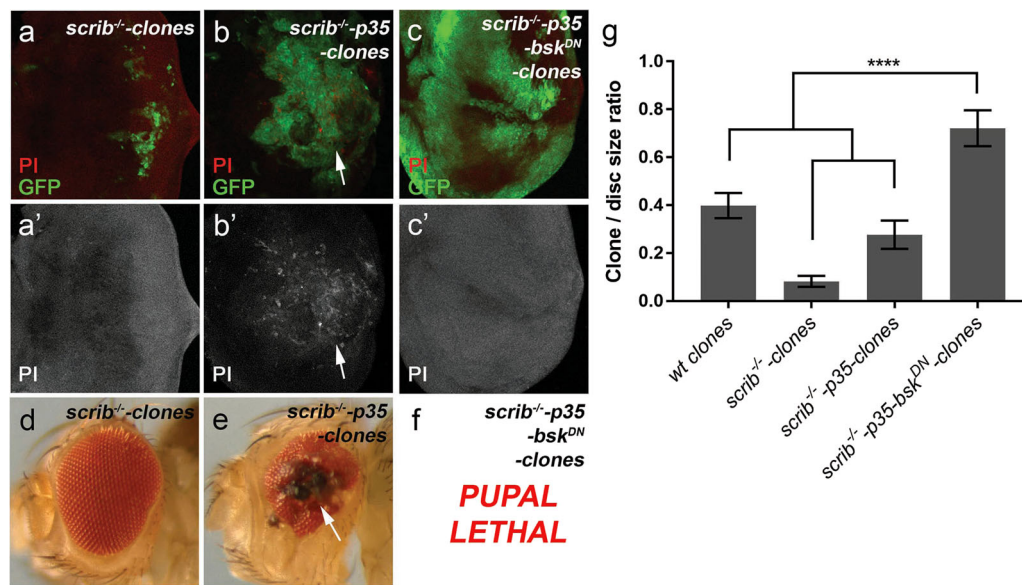 a scrib-/--clones
PI
GFP
b scrib-/--p35
-clones
PI
GFP
c scrib-/--p35
-bskDN
-clones
PI
GFP
a'
PI
b'
PI
c'
PI
d scrib-/--clones
e scrib-/--p35
-clones
f scrib-/--p35
-bskDN
-clones
PUPAL
LETHAL
g
****
Clone / disc size ratio
1.0
0.8
0.6
0.4
0.2
0.0
wt clones
scrib-/--clones
scrib-/--p35-clones
scrib-/--p35-bskDN-clones